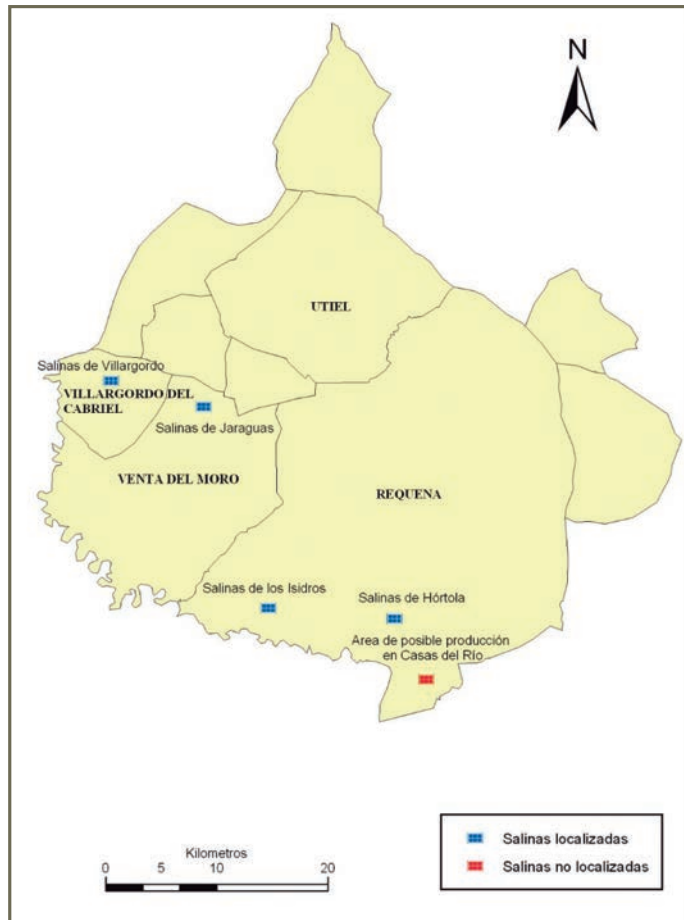 N
UTIEL
Salinas de Villargordo
VILLARGORDO DEL
CABRIEL
Salinas de Jaraguas
VENTA DEL MORO
REQUENA
Salinas de los Isidros
Salinas de Hórtola
Area de posible producción
en Casas del Río
Kilometros
0 10 20
Salinas localizadas
Salinas no localizadas